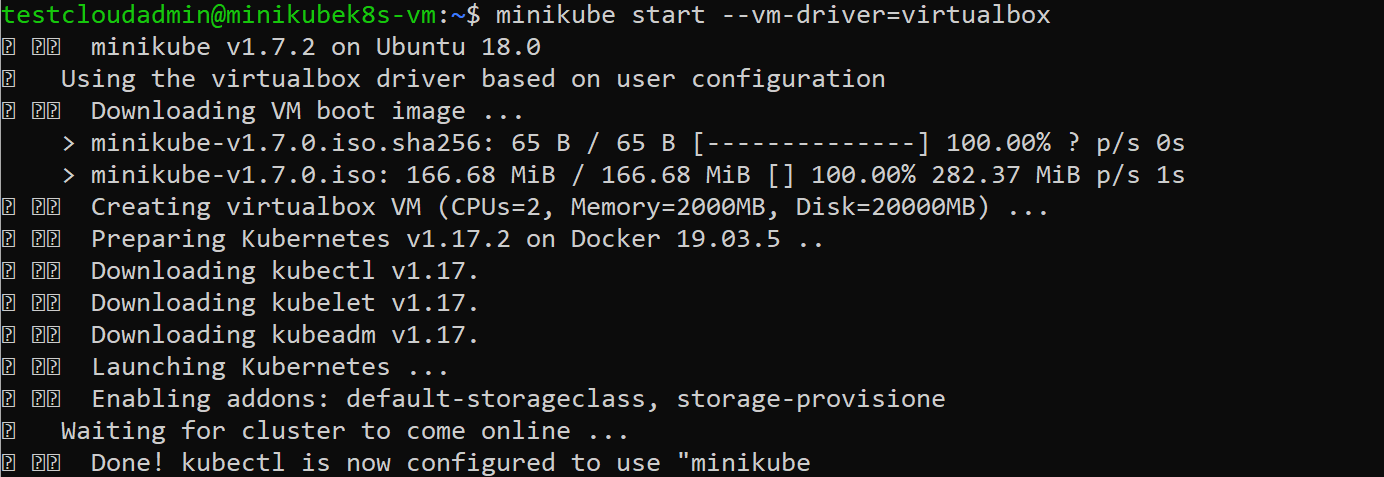 testcloudadmin@minikubek8s-vm:~$ minikube start --vm-driver=virtualbox
minikube v1.7.2 on Ubuntu 18.0
Using the virtualbox driver based on user configuration
Downloading VM boot image ...
> minikube-v1.7.0.iso.sha256: 65 B / 65 B [--------------] 100.00% ? p/s 0s
> minikube-v1.7.0.iso: 166.68 MiB / 166.68 MiB [] 100.00% 282.37 MiB p/s 1s
Creating virtualbox VM (CPUs=2, Memory=2000MB, Disk=20000MB) ...
Preparing Kubernetes v1.17.2 on Docker 19.03.5 ..
Downloading kubectl v1.17.
Downloading kubelet v1.17.
Downloading kubeadm v1.17.
Launching Kubernetes ...
Enabling addons: default-storageclass, storage-provisione
Waiting for cluster to come online ...
Done! kubectl is now configured to use "minikube